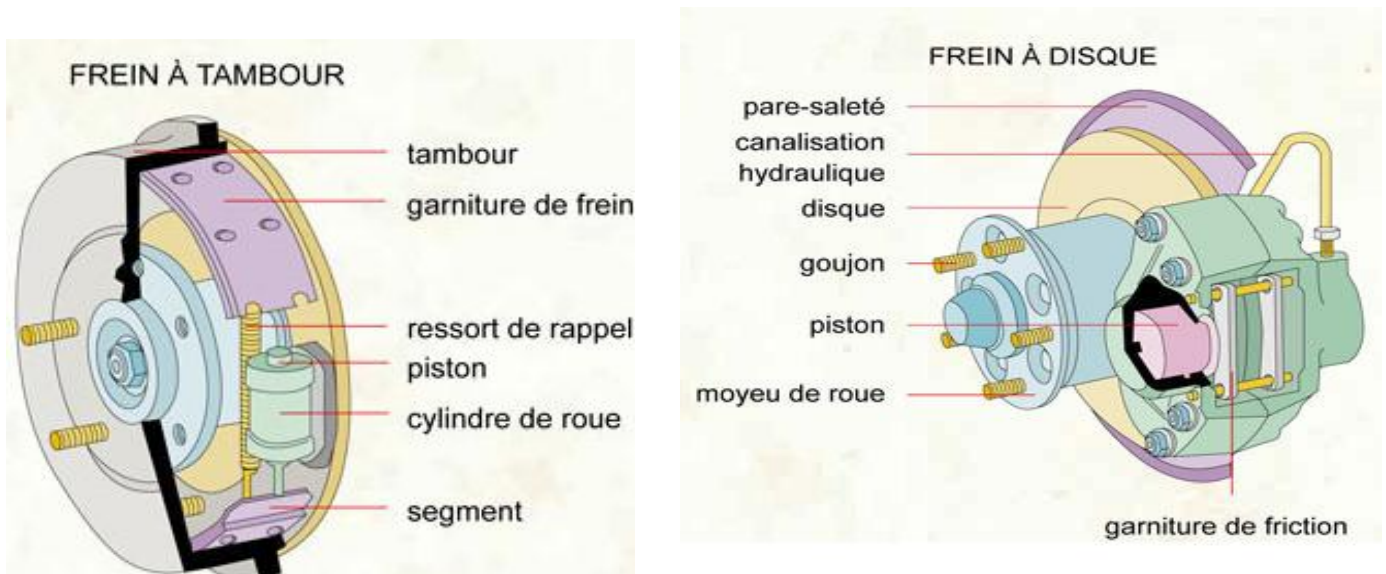 FREIN À TAMBOUR
tambour
garniture de frein
ressort de rappel
piston
cylindre de roue
segment
FREIN À DISQUE
pare-saleté
canalisation
hydraulique
disque
goujon
piston
moyeu de roue
garniture de friction